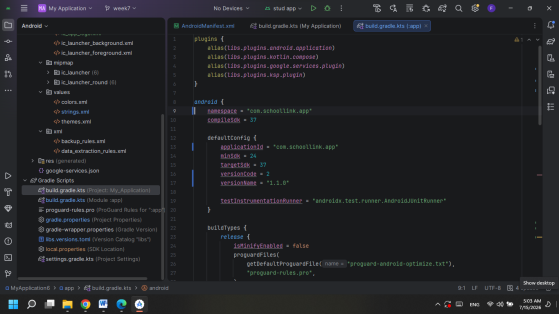 My Application
week7
No Devices
stud app
Android
AndroidManifest.xml
build.gradle.kts (My Application)
build.gradle.kts (:app)
ic_launcher_background.xml
ic_launcher_foreground.xml
mipmap
ic_launcher (6)
ic_launcher_round (6)
values
colors.xml
strings.xml
themes.xml
xml
backup_rules.xml
data_extraction_rules.xml
res (generated)
google-services.json
Gradle Scripts
build.gradle.kts (Project: My_Application)
build.gradle.kts (Module :app)
proguard-rules.pro (ProGuard Rules for ":app")
gradle.properties (Project Properties)
gradle-wrapper.properties (Gradle Version)
libs.versions.toml (Version Catalog "libs")
local.properties (SDK Location)
settings.gradle.kts (Project Settings)
plugins {
alias(libs.plugins.android.application)
alias(libs.plugins.kotlin.compose)
alias(libs.plugins.google.services.plugin)
alias(libs.plugins.ksp.plugin)
}
android {
namespace = "com.schoollink.app"
compileSdk = 37
defaultConfig {
applicationId = "com.schoollink.app"
minSdk = 24
targetSdk = 37
versionCode = 2
versionName = "1.1.0"
testInstrumentationRunner = "androidx.test.runner.AndroidJUnitRunner"
}
buildTypes {
release {
isMinifyEnabled = false
proguardFiles(
getDefaultProguardFile( name = "proguard-android-optimize.txt"),
"proguard-rules.pro",
MyApplication6
app
build.gradle.kts
android
9:1
LF
UTF-8
Show desktop
ENG
5:03 AM
7/15/2026